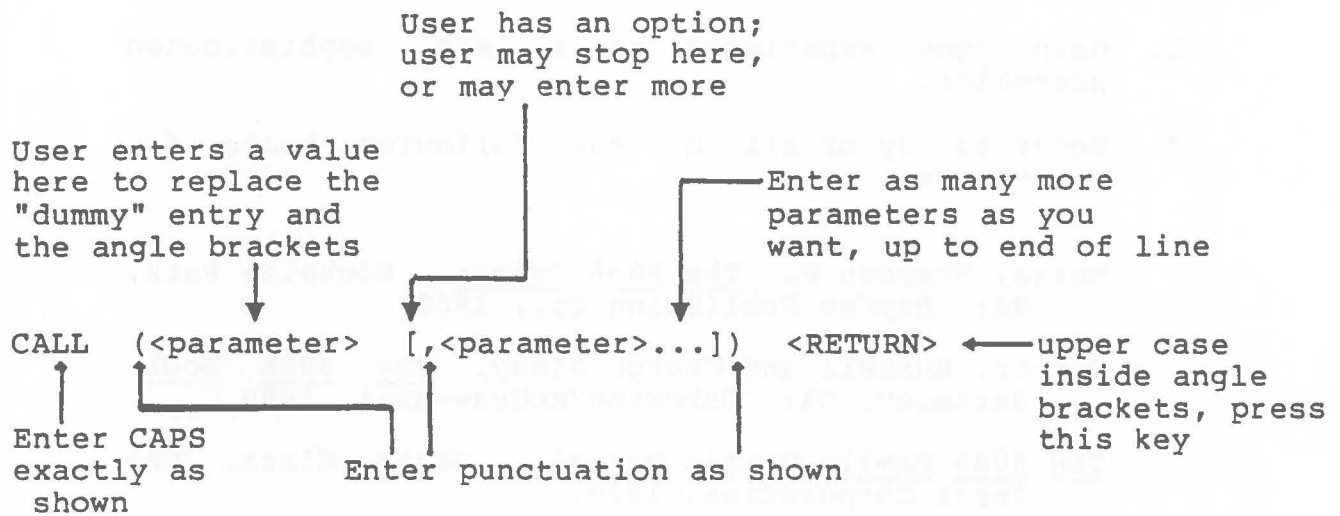 User has an option;
user may stop here,
or may enter more
User enters a value
here to replace the
"dummy" entry and
the angle brackets
Enter as many more
parameters as you
want, up to end of line
CALL (<parameter> [,<parameter>...]) <RETURN>
upper case
inside angle
brackets, press
this key
Enter CAPS
exactly as
shown
Enter punctuation as shown